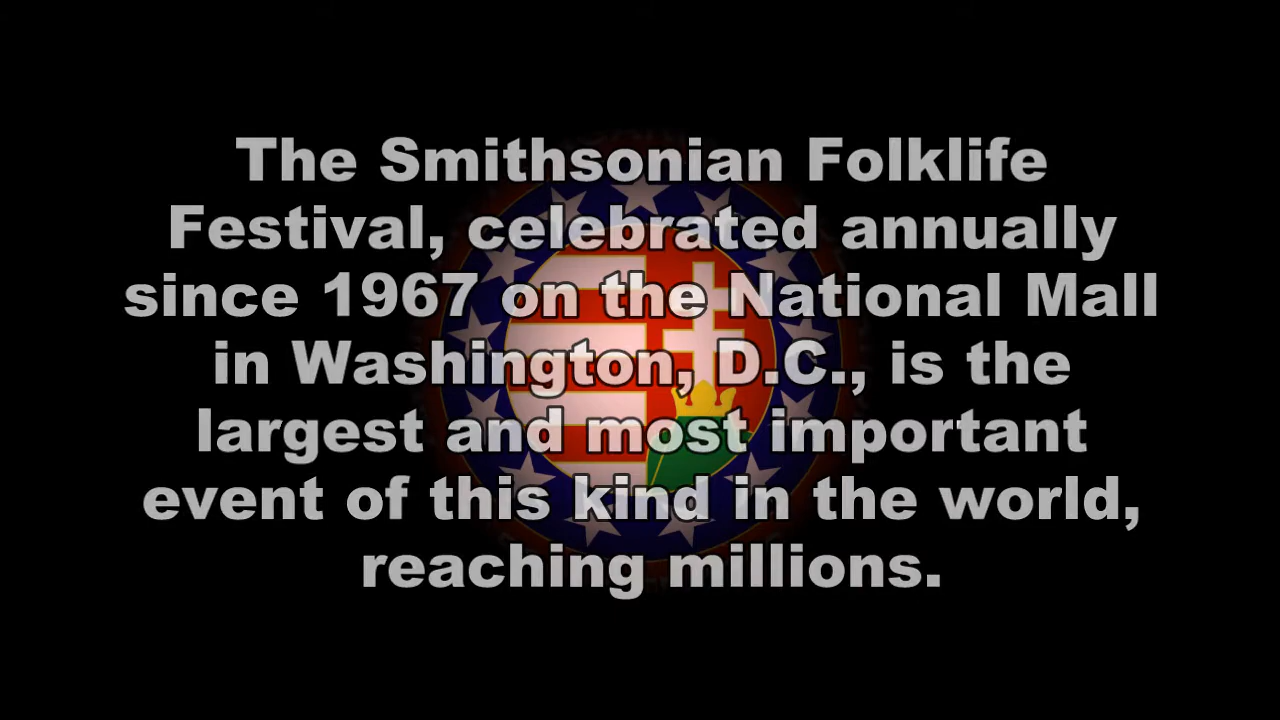 The Smithsonian Folklife
Festival, celebrated annually
since 1967 on the National Mall
in Washington, D.C., is the
largest and most important
event of this kind in the world,
reaching millions.